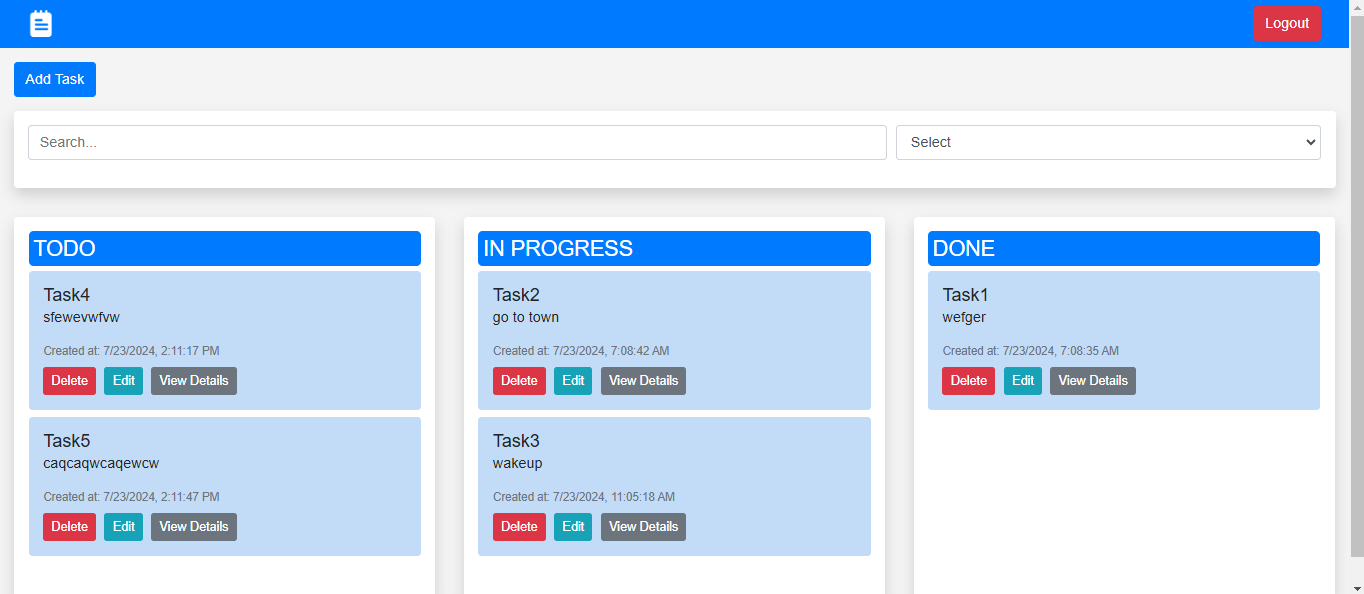 Logout
Add Task
Search...
Select
TODO
Task4
sfewevwfvw
Created at: 7/23/2024, 2:11:17 PM
Delete Edit View Details
Task5
caqcaqwcaqewcw
Created at: 7/23/2024, 2:11:47 PM
Delete Edit View Details
IN PROGRESS
Task2
go to town
Created at: 7/23/2024, 7:08:42 AM
Delete Edit View Details
Task3
wakeup
Created at: 7/23/2024, 11:05:18 AM
Delete Edit View Details
DONE
Task1
wefger
Created at: 7/23/2024, 7:08:35 AM
Delete Edit View Details